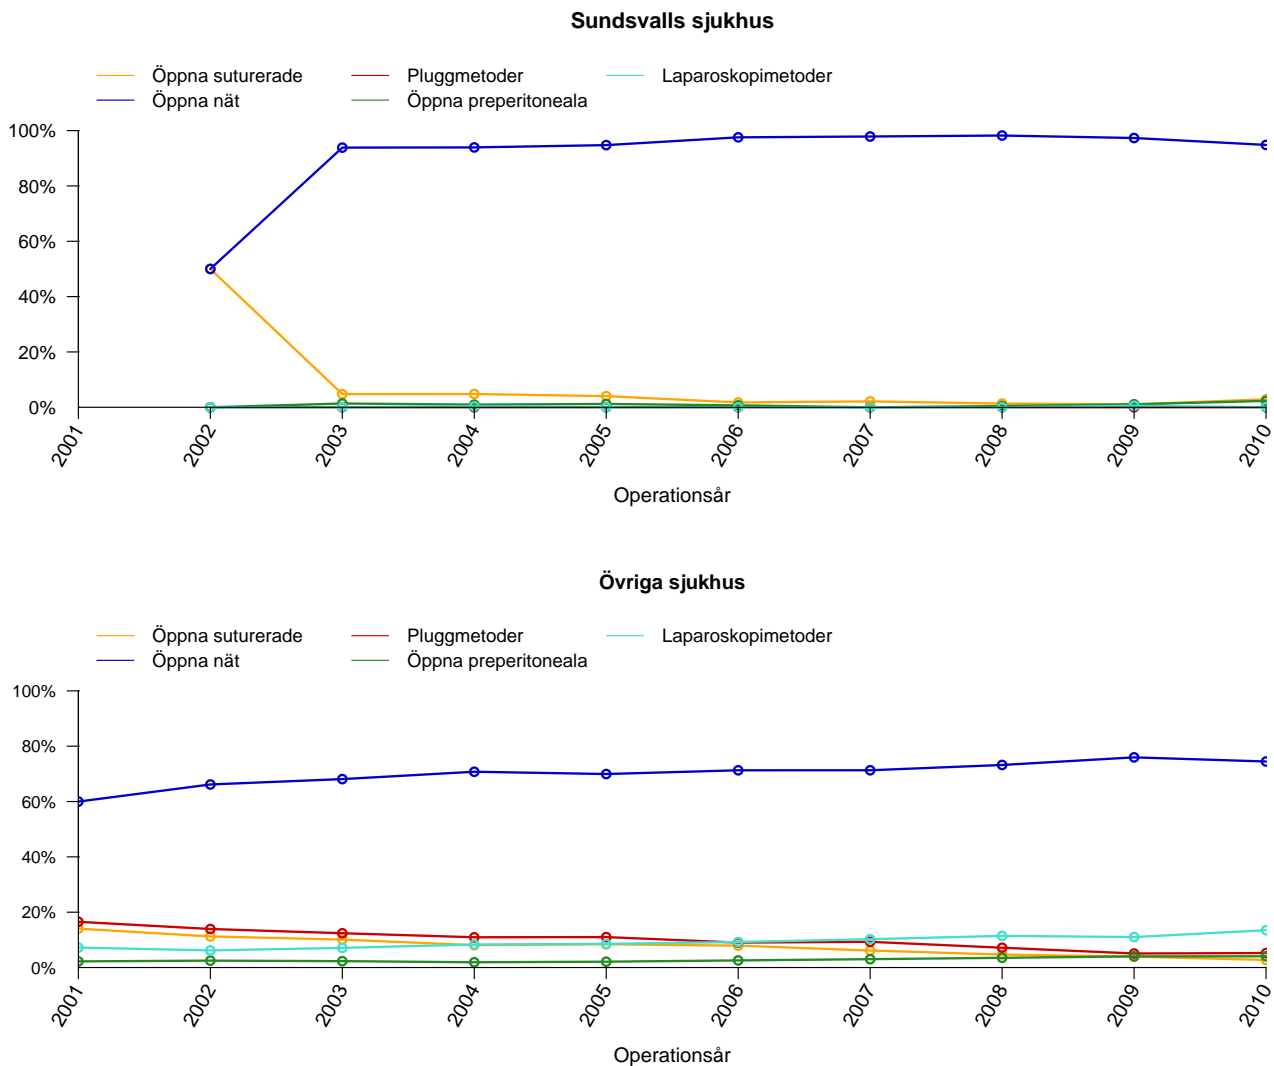 Sundsvalls sjukhus
Öppna suturerade Pluggmetoder Laparoskopimetoder
Öppna nät Öppna preperitoneala
100%
80%
60%
40%
20%
0%
2001 2002 2003 2004 2005 2006 2007 2008 2009 2010
Operationsår
Övriga sjukhus
Öppna suturerade Pluggmetoder Laparoskopimetoder
Öppna nät Öppna preperitoneala
100%
80%
60%
40%
20%
0%
2001 2002 2003 2004 2005 2006 2007 2008 2009 2010
Operationsår